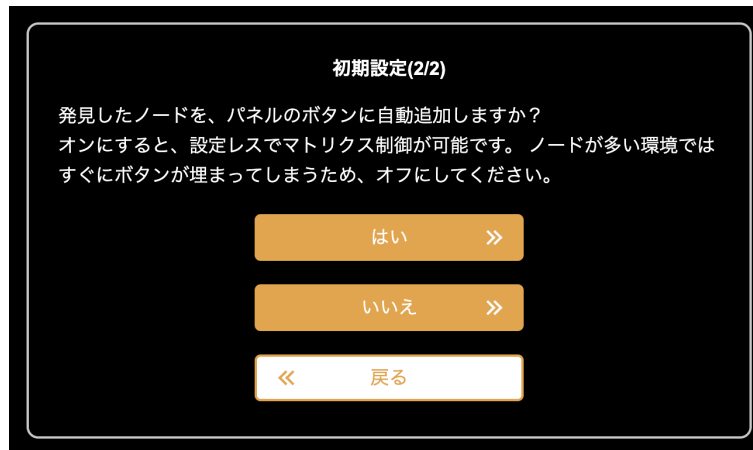 初期設定(2/2)
発見したノードを、パネルのボタンに自動追加しますか？
オンにすると、設定レスでマトリクス制御が可能です。 ノードが多い環境では
すぐにボタンが埋まってしまうため、オフにしてください。
はい
いいえ
戻る